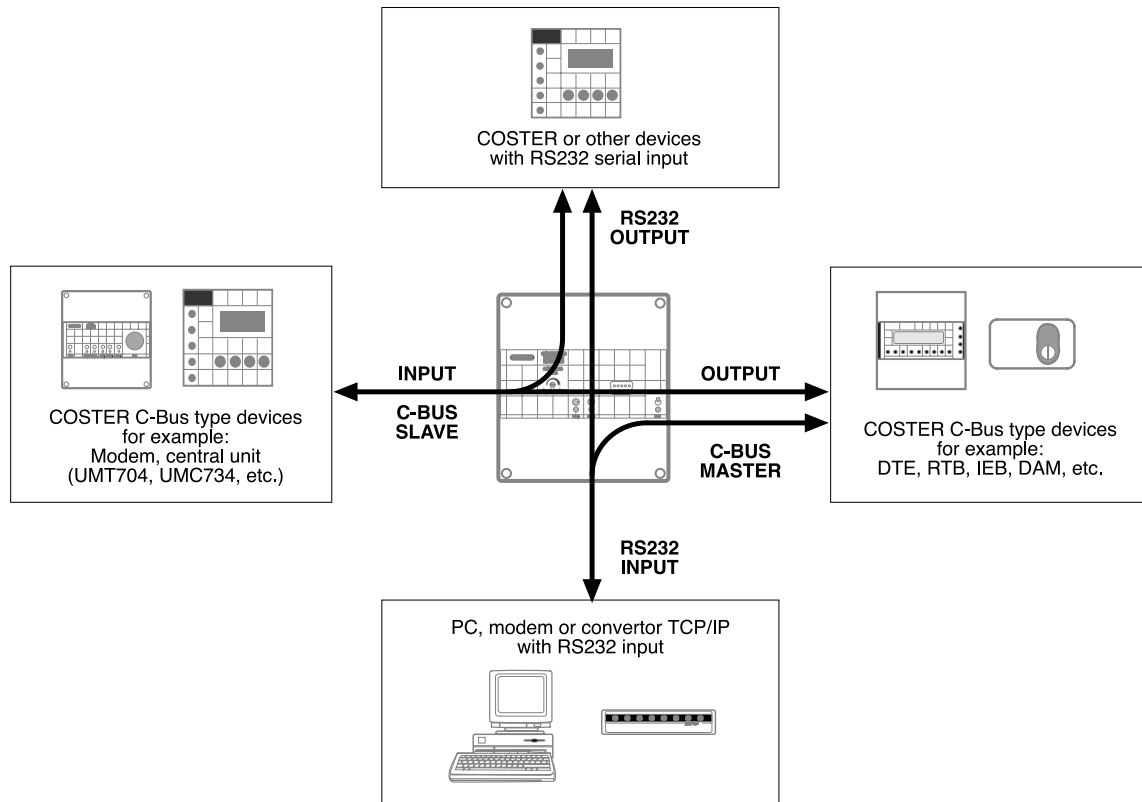 COSTER or other devices
with RS232 serial input
RS232
OUTPUT
INPUT
C-BUS
SLAVE
OUTPUT
C-BUS
MASTER
COSTER C-Bus type devices
for example:
Modem, central unit
(UMT704, UMC734, etc.)
COSTER C-Bus type devices
for example:
DTE, RTB, IEB, DAM, etc.
RS232
INPUT
PC, modem or convertor TCP/IP
with RS232 input